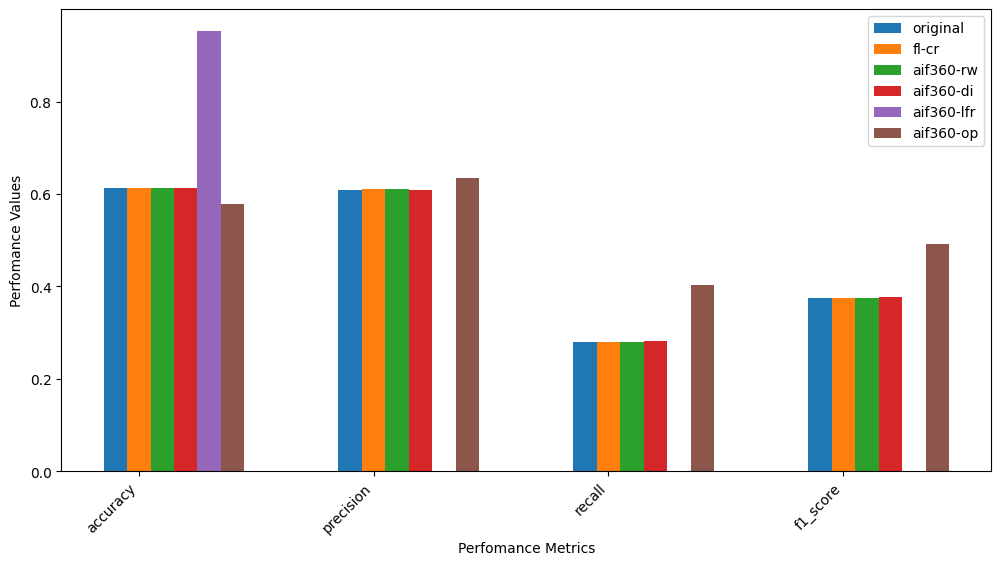 original
fl-cr
aif360-rw
aif360-di
aif360-lfr
aif360-op
Perfomance Values
0.8
0.6
0.4
0.2
0.0
accuracy
precision
recall
f1_score
Perfomance Metrics